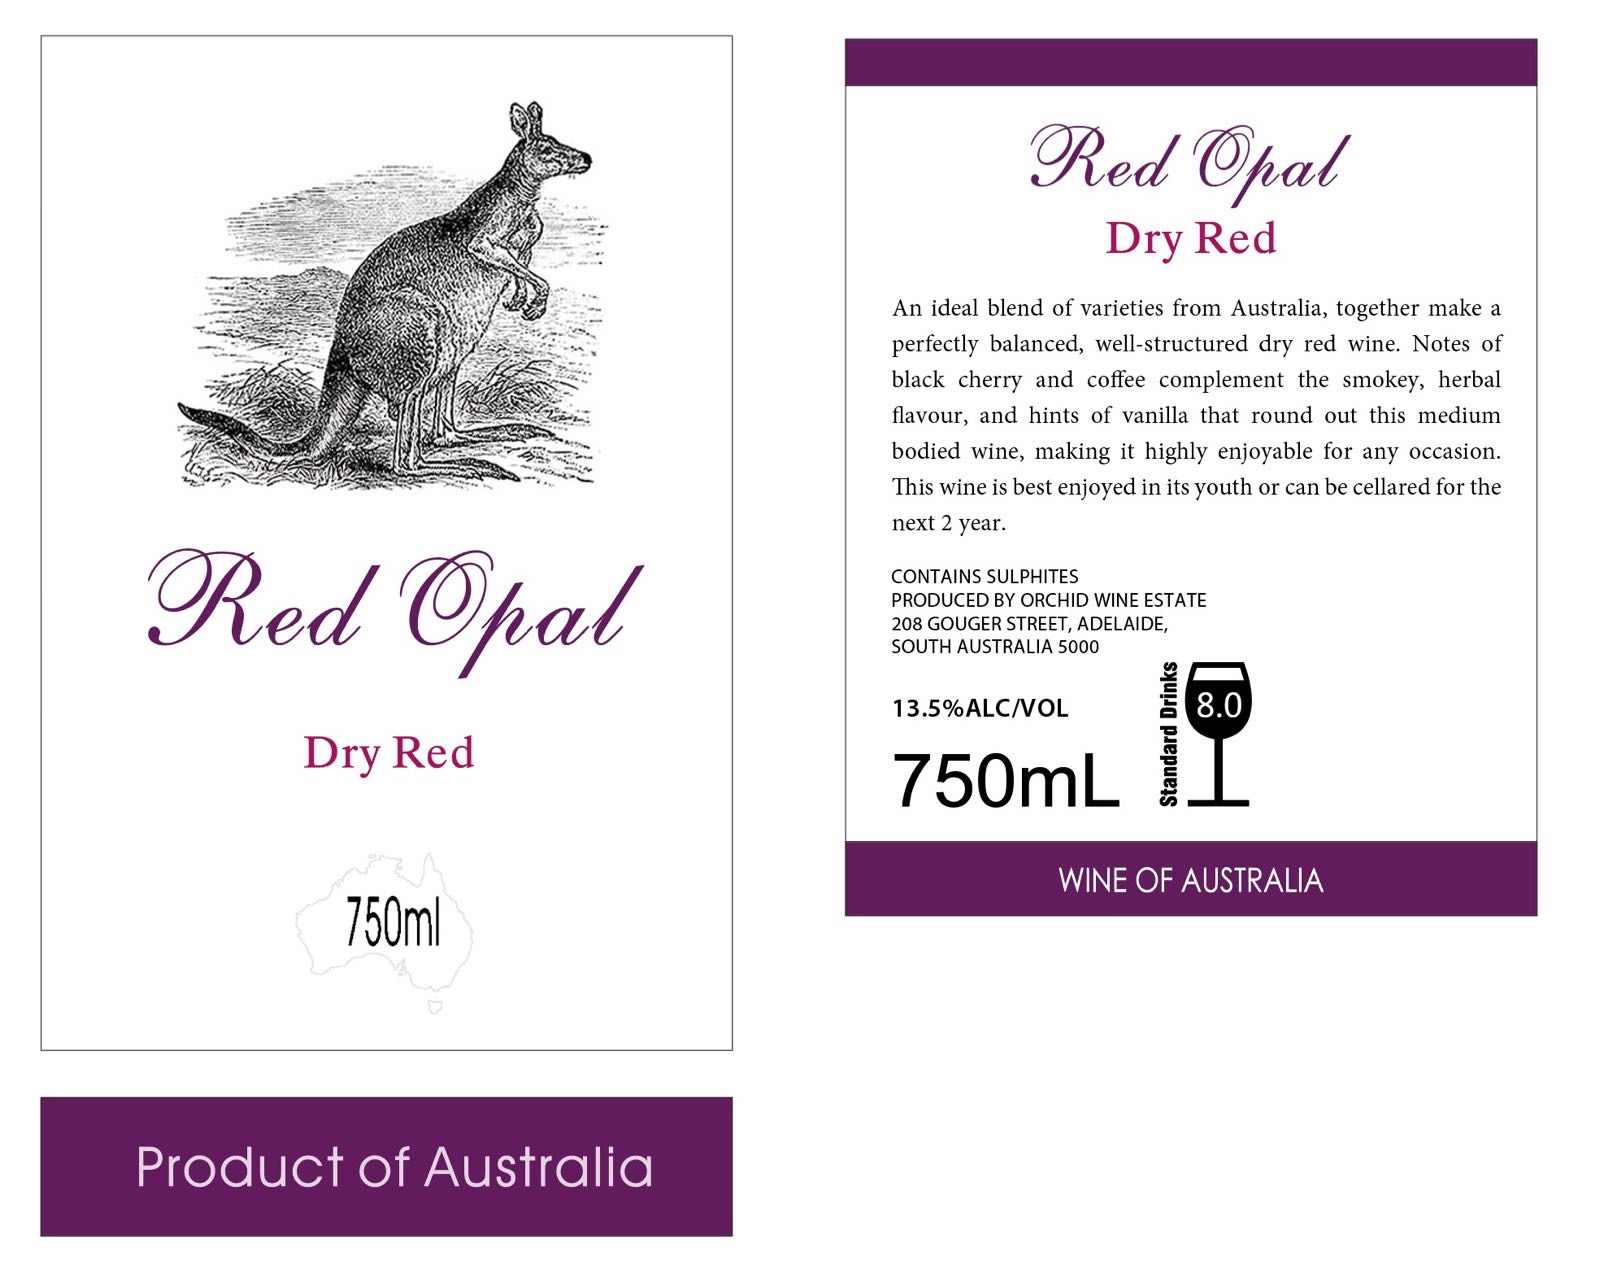 Red Opal
Dry Red
750ml
Product of Australia
Red Opal
Dry Red
An ideal blend of varieties from Australia, together make a
perfectly balanced, well-structured dry red wine. Notes of
black cherry and coffee complement the smokey, herbal
flavour, and hints of vanilla that round out this medium
bodied wine, making it highly enjoyable for any occasion.
This wine is best enjoyed in its youth or can be cellared for the
next 2 year.
CONTAINS SULPHITES
PRODUCED BY ORCHID WINE ESTATE
208 GOUGER STREET, ADELAIDE,
SOUTH AUSTRALIA 5000
13.5%ALC/VOL
750mL
Standard Drinks
8.0
WINE OF AUSTRALIA